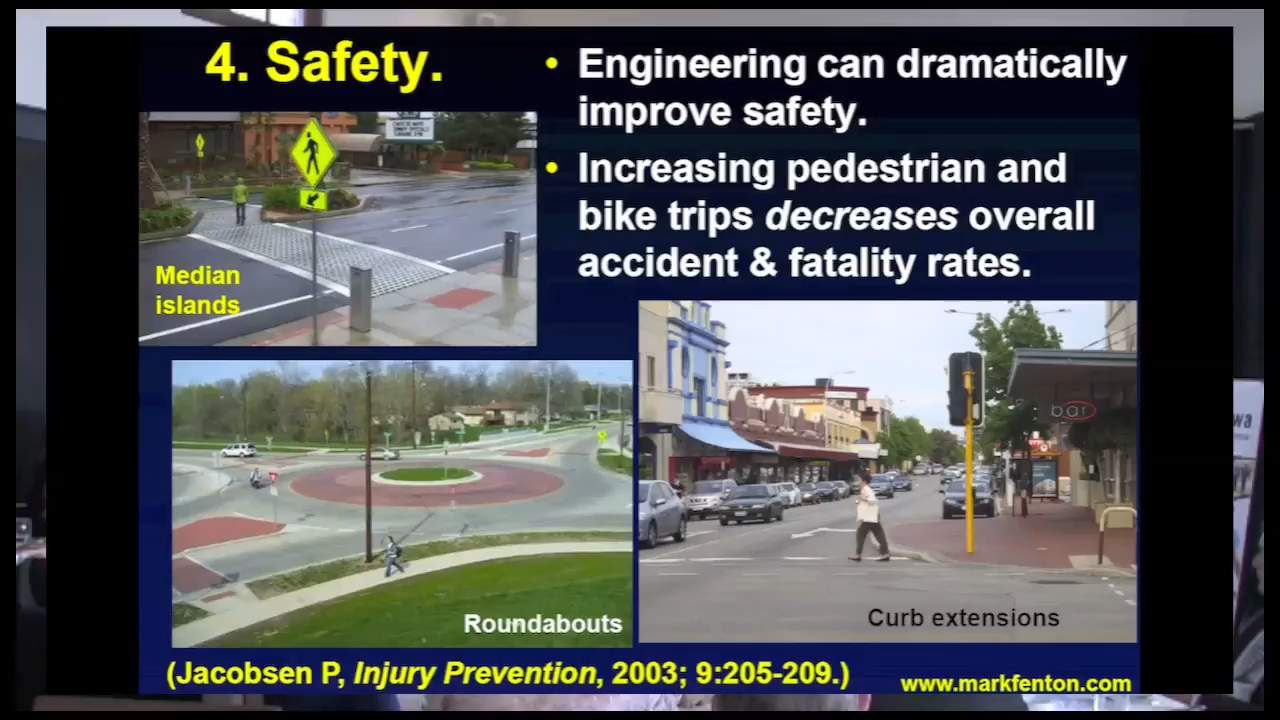 4. Safety.
• Engineering can dramatically
improve safety.
• Increasing pedestrian and
bike trips decreases overall
accident & fatality rates.
Median
islands
bar
Roundabouts
Curb extensions
(Jacobsen P, Injury Prevention, 2003; 9:205-209.)
www.markfenton.com